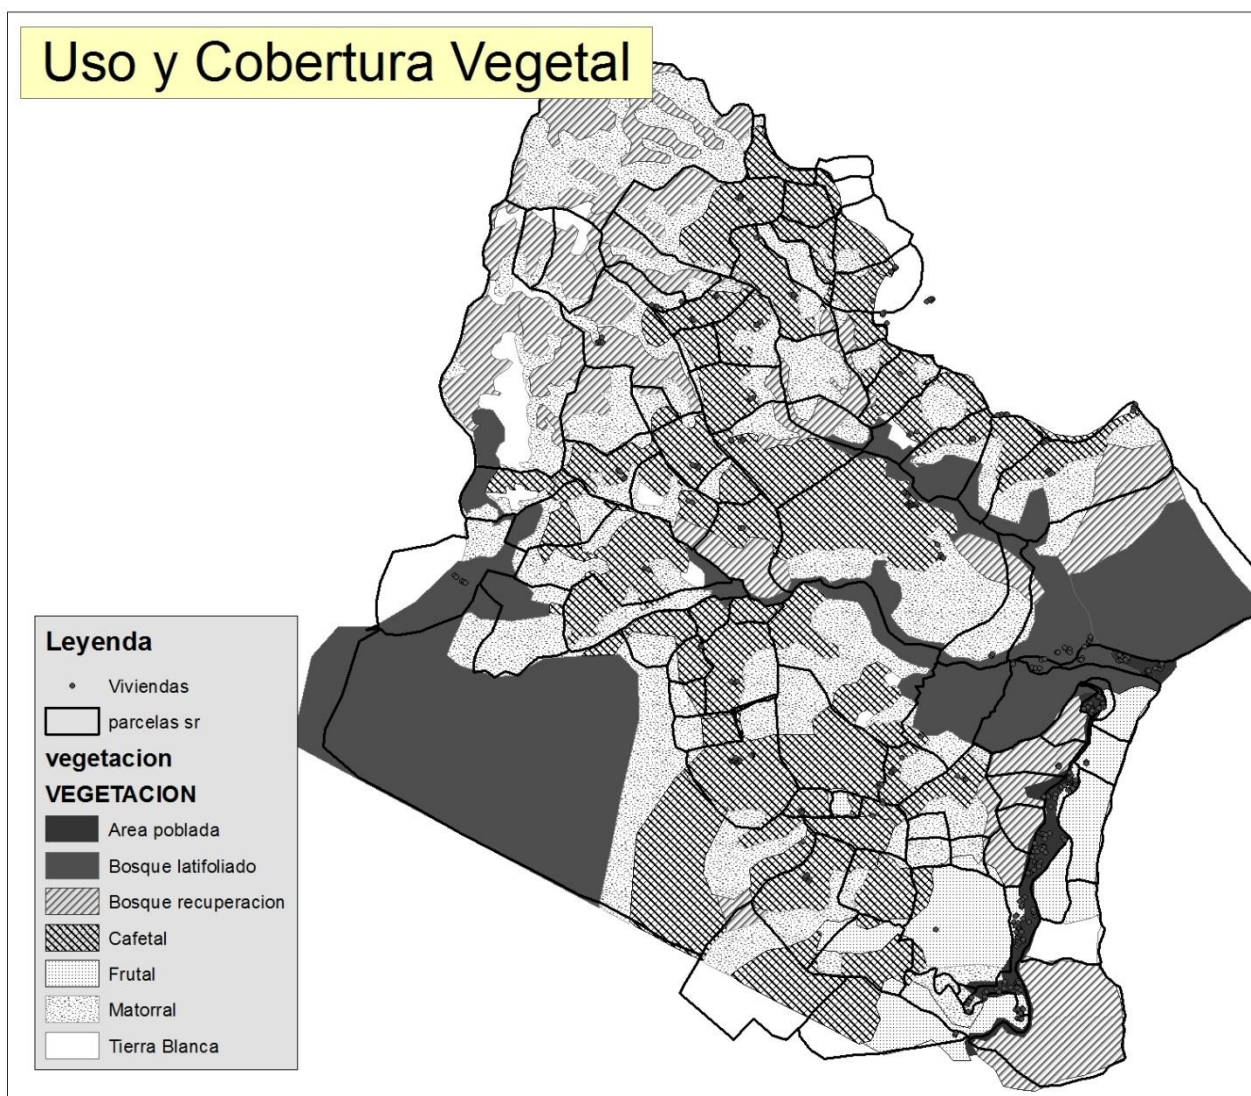 Uso y Cobertura Vegetal
Leyenda
Viviendas
parcelas sr
vegetacion
VEGETACION
Area poblada
Bosque latifoliado
Bosque recuperacion
Cafetal
Frutal
Matorral
Tierra Blanca